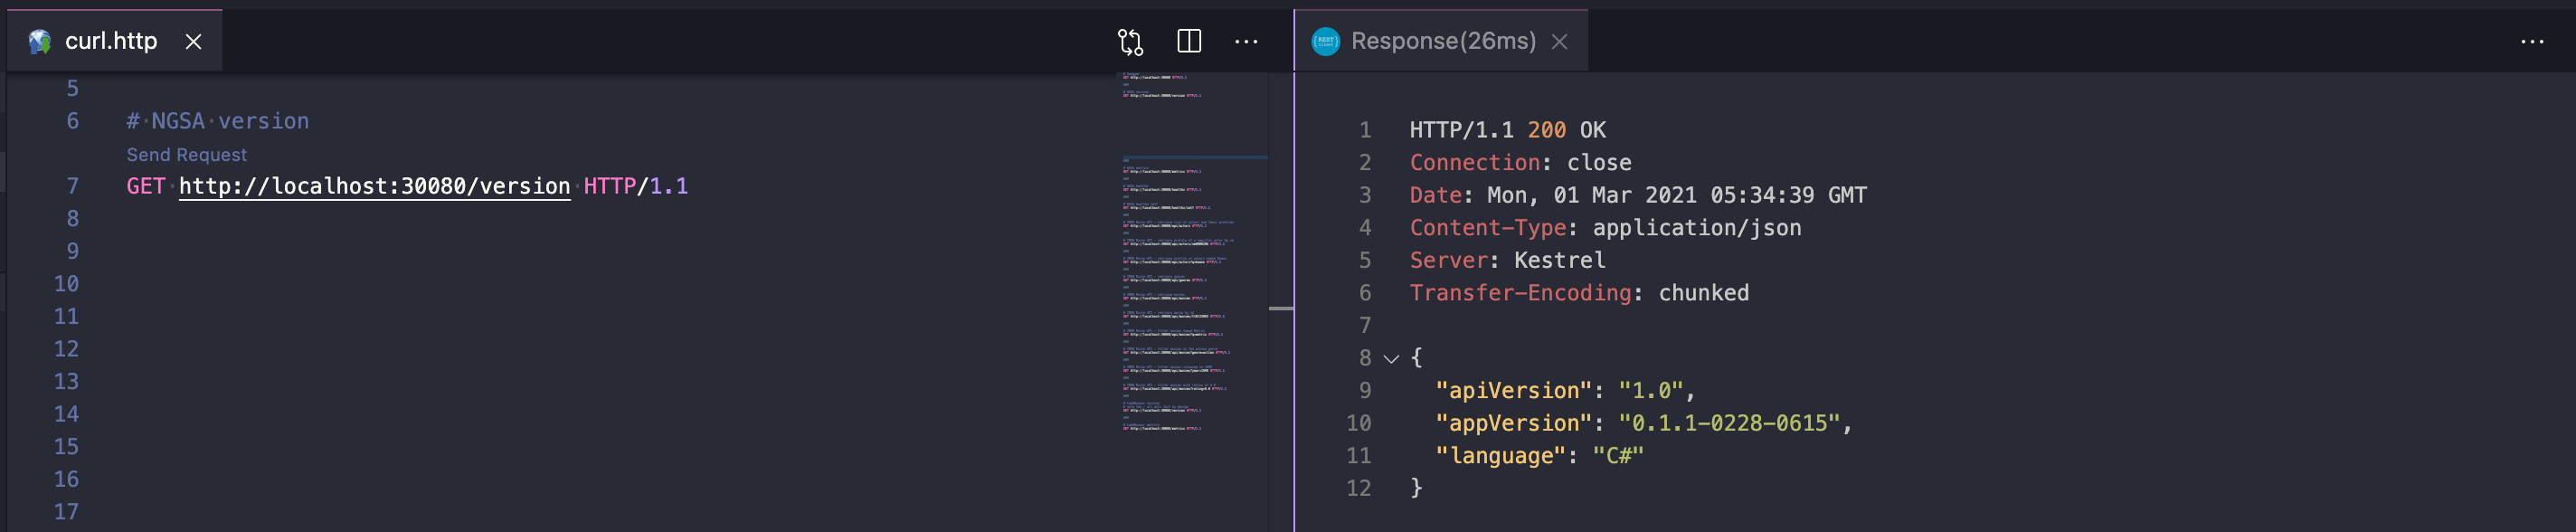 curl.http
Response(26ms)
5
6 # NGSA version
Send Request
7 GET http://localhost:30080/version HTTP/1.1
8
9
10
11
12
13
14
15
16
17
1 HTTP/1.1 200 OK
2 Connection: close
3 Date: Mon, 01 Mar 2021 05:34:39 GMT
4 Content-Type: application/json
5 Server: Kestrel
6 Transfer-Encoding: chunked
7
8 {
9 "apiVersion": "1.0",
10 "appVersion": "0.1.1-0228-0615",
11 "language": "C#"
12 }